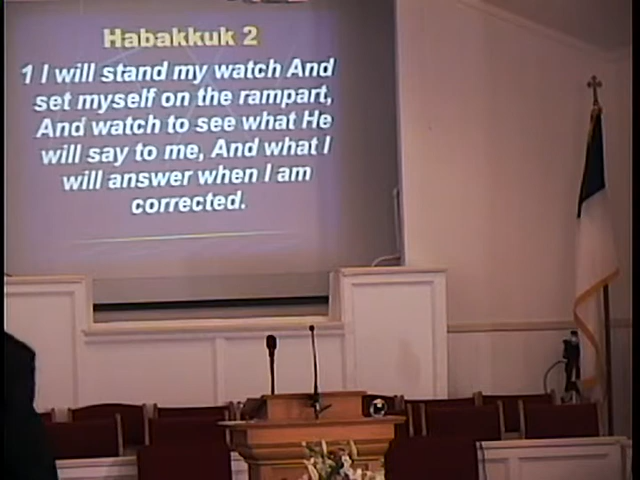 Habakkuk 2
1 I will stand my watch And
set myself on the rampart,
And watch to see what He
will say to me, And what I
will answer when I am
corrected.